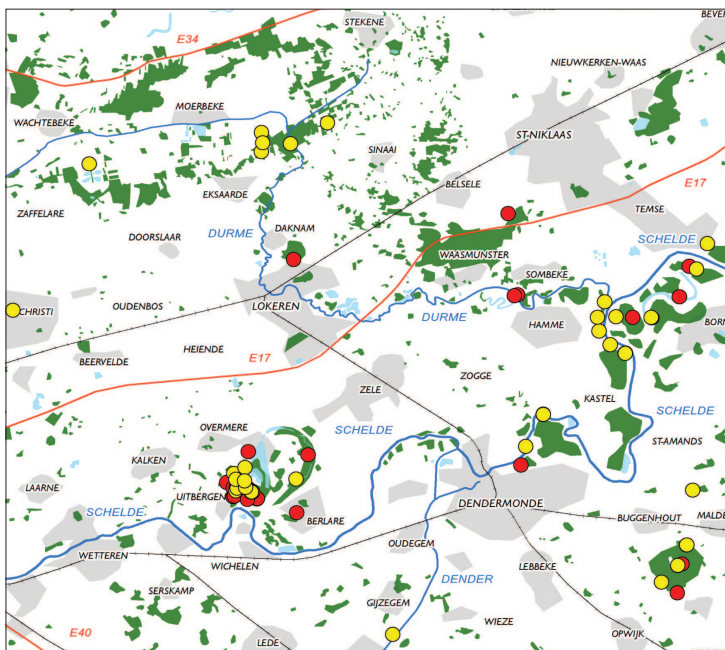 BEVER
STEKENE
E34
NIEUWKERKEN-WAAS
MOERBEKE
WACHTEBEKE
ST-NIKLAAS
SINAAI
BELSELE
E17
EKSAARDE
ZAFFELARE
TEMSE
DURME
DAKNAM
DOORSLAAR
SCHELDE
WAASMUNSTER
SOMBEKE
OUDENBOS
LOKEREN
CHRISTI
DURME
HAMME
BORN
HEIENDE
E17
BEERVELDE
ZOGGE
ZELE
KASTEL
SCHELDE
OVERMERE
SCHELDE
ST-AMANDS
KALKEN
LAARNE
UITBERGEN
DENDERMONDE
SCHELDE
BERLARE
BUGGENHOUT
MALDE
OUDEGEM
WETTEREN
WICHELEN
LEBBEKE
DENDER
SERSKAMP
GIJZEGEM
WIEZE
E40
LEDE
OPWIJK